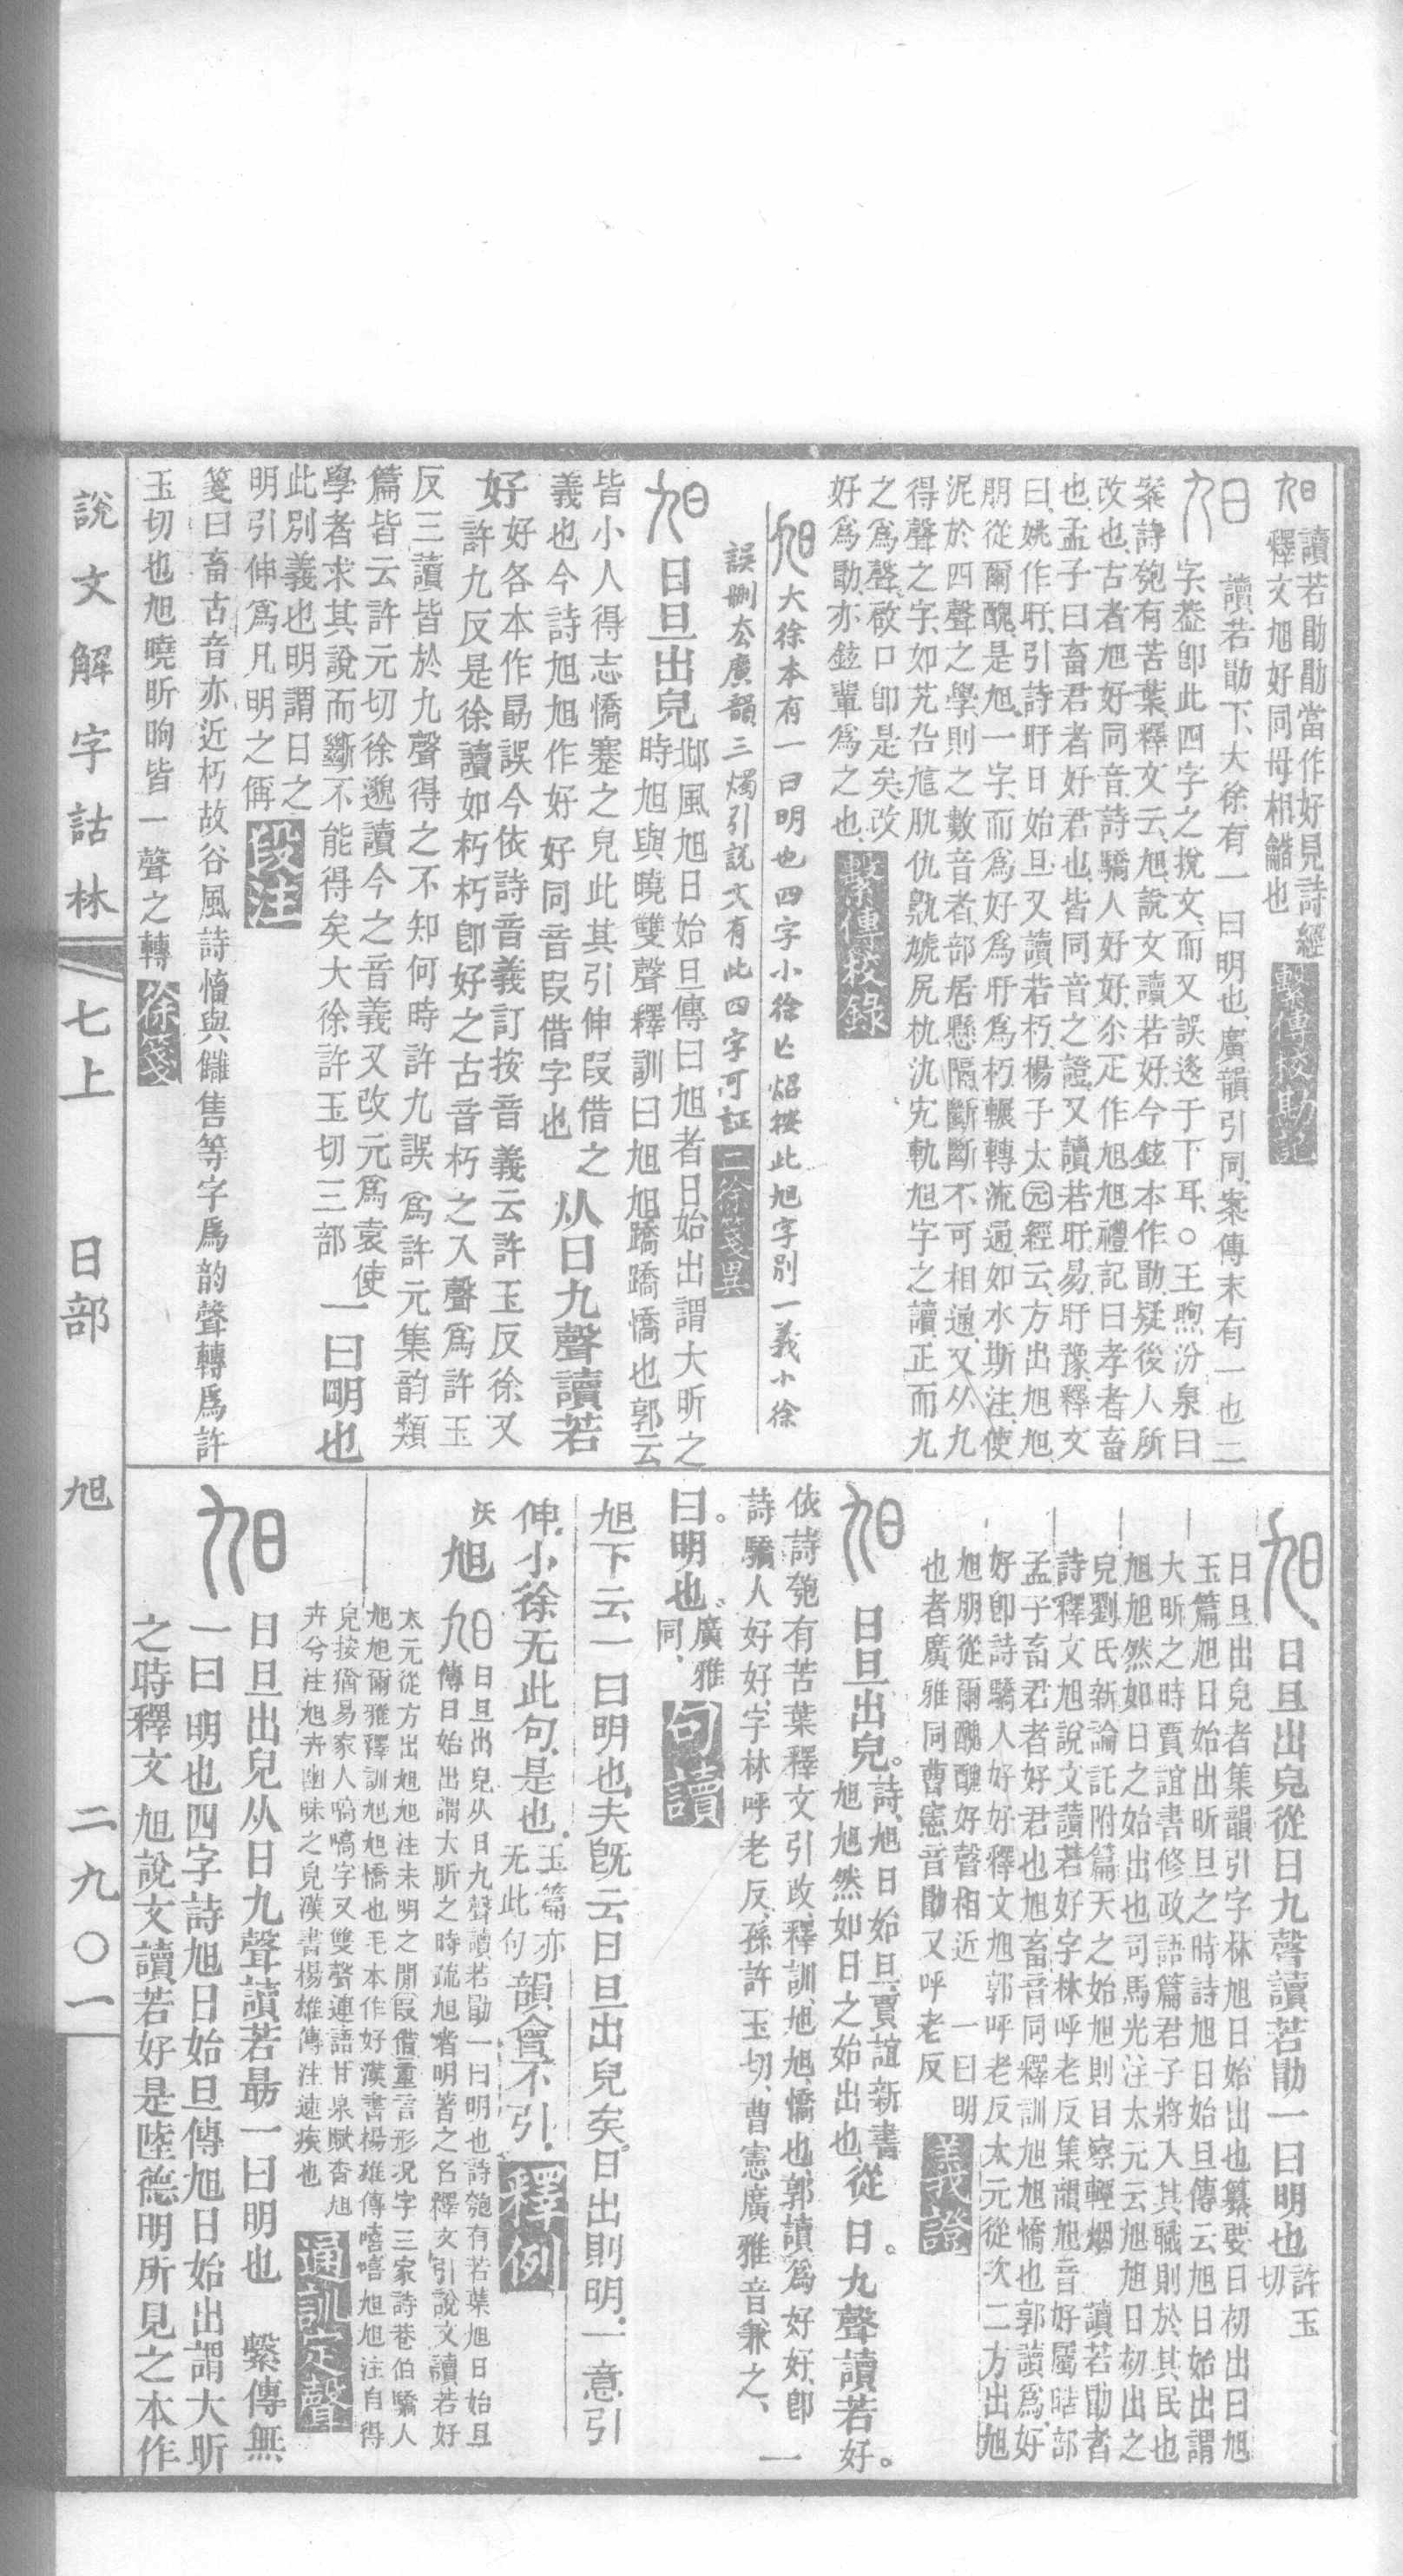 旭 讀若勖勖當作好見詩經
釋文旭好同母相鯔也 繫傳校勘記
旭 讀若勖下大徐有一曰明也廣韻引同案傳末有一也二
字葢卽此四字之挩文而又誤迻于下耳〇王煦汾泉曰
案詩匏有苦葉釋文云旭說文讀若好今鉉本作勖疑後人所
改也古者旭好同音詩驕人好好尒疋作旭旭禮記曰孝者畜
也孟子曰畜君者好君也皆同音之證又讀若旴易旴豫釋文
曰姚作旴引詩旴日始旦又讀若朽楊子太元經云方出旭旭
朋從爾醜是旭一字而爲好爲旴爲朽輾轉流通如水斯注使
泥於四聲之學則之數音者部居懸隔斷斷不可相通又从九
得聲之字如艽叴尯肌仇鼽虓尻杭氿宄軌旭字之讀正而九
之爲聲啟口卽是矣改
好爲勖亦鉉輩爲之也 繫傳校錄
旭 大徐本有一曰明也四字小徐亡炤按此旭字別一義小徐
誤刪去廣韻三燭引說文有此四字可証 二徐箋異
旭 日旦出皃 邶風旭日始旦傳曰旭者日始出謂大昕之
時旭與曉雙聲釋訓曰旭旭蹻蹻憍也郭云
皆小人得志憍蹇之皃此其引伸叚借之
義也今詩旭旭作好好同音叚借字也 从日九聲讀若
好 好各本作勗誤今依詩音義訂按音義云許玉反徐又
許九反是徐讀如朽朽卽好之古音朽之入聲爲許玉
反三讀皆於九聲得之不知何時許九誤爲許元集韵類
篇皆云許元切徐邈讀今之音義又改元爲袁使
學者求其說而斷不能得矣大徐許玉切三部 一曰明也
此別義也明謂日之
明引伸爲凡明之偁 段注
箋曰畜古音亦近朽故谷風詩慉與讎售等字爲韵聲轉爲許
玉切也旭曉昕昫皆一聲之轉 徐箋
旭 日旦出皃從日九聲讀若勖一曰明也 許玉
切
日旦出皃者集韻引字林旭日始出也纂要日初出曰旭
玉篇旭日始出昕旦之時詩旭日始旦傳云旭日始出謂
大昕之時賈誼書修政語篇君子將入其職則於其民也
旭旭然如日之始出也司馬光注太元云旭旭日初出之
皃劉氏新論託附篇天之始旭則目察輕烟 讀若勖者
詩釋文旭說文讀若好字林呼老反集韻旭音好屬晧部
孟子畜君者好君也旭畜音同釋訓旭旭憍也郭讀爲好
好卽詩驕人好好釋文旭郭呼老反太元從次二方出旭
旭朋從爾醜醜好聲相近 一曰明
也者廣雅同曹憲音勖又呼老反 義證
旭 日旦出皃。 詩旭日始旦賈誼新書
旭旭然如日之始出也 從日九聲讀若好。
依詩匏有苦葉釋文引改釋訓旭旭憍也郭讀爲好好卽
詩驕人好好字林呼老反孫許玉切曹憲廣雅音兼之 一
曰明也。 廣雅
同 句讀
旭下云一曰明也夫旣云日旦出皃矣日出則明一意引
伸小徐无此句是也 玉篇亦
无此句 韻會不引 釋例
旭 日旦出皃从日九聲讀若勖一曰明也詩匏有苦葉旭日始旦
傳日始出謂大昕之時疏旭者明著之名釋文引說文讀若好
太元從方出旭旭注未明之閒 叚借 重言形況字三家詩巷伯驕人
旭旭爾雅釋訓旭旭憍也毛本作好漢書楊雄傳嘻嘻旭旭注自得
皃按猶易家人嗃嗃字又雙聲連語甘泉賦杳旭
卉兮注旭卉幽昧之皃漢書楊雄傳注速疾也 通訓定聲
旭 日旦出皃从日九聲讀若勗一曰明也 繫傳無
一曰明也四字詩旭日始旦傳旭日始出謂大昕
之時釋文旭說文讀若好是陸德明所見之本作
說文解字詁林 七上 日部 旭 二九〇一